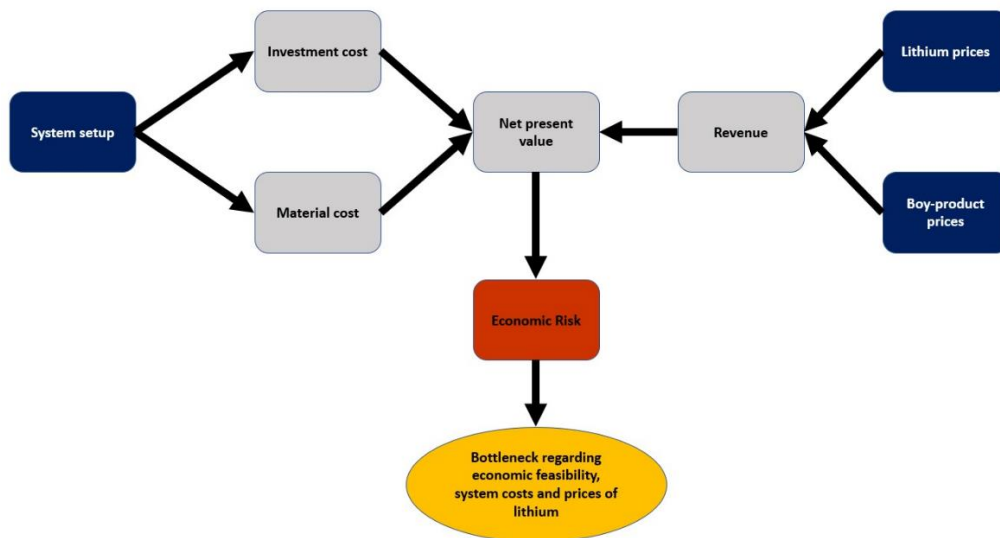 Investment cost
Lithium prices
System setup
Net present
value
Revenue
Material cost
Boy-product
prices
Economic Risk
Bottleneck regarding
economic feasibility,
system costs and prices of
lithium